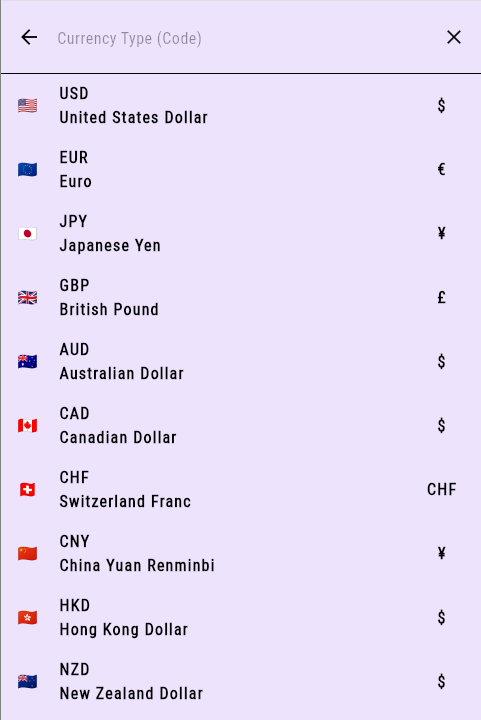 Currency Type (Code)
USD
United States Dollar
$
EUR
Euro
€
JPY
Japanese Yen
¥
GBP
British Pound
£
AUD
Australian Dollar
$
CAD
Canadian Dollar
$
CHF
Switzerland Franc
CHF
CNY
China Yuan Renminbi
¥
HKD
Hong Kong Dollar
$
NZD
New Zealand Dollar
$